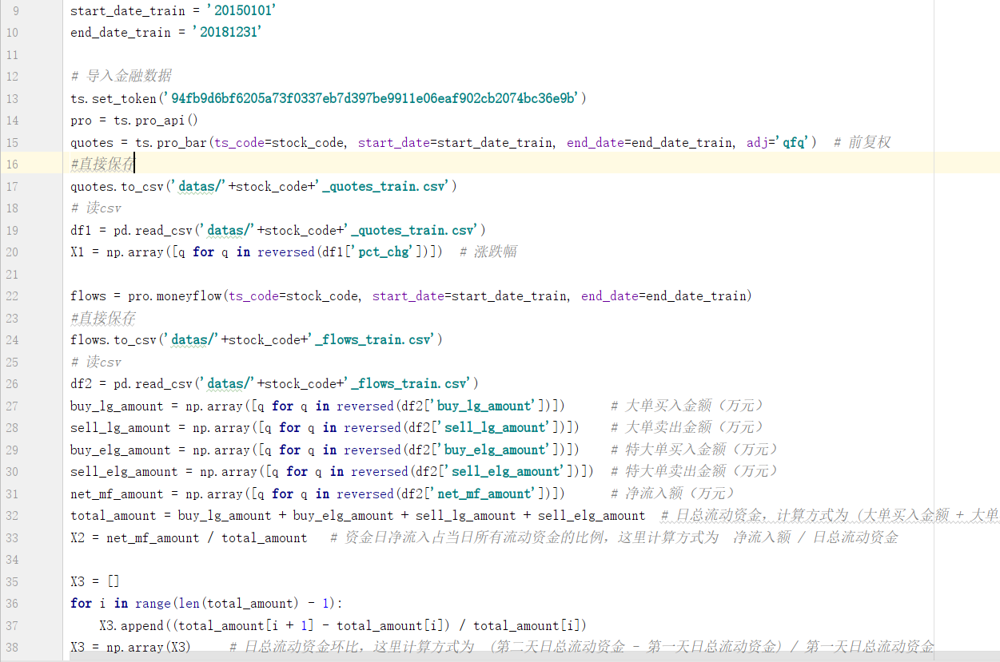 9 start_date_train = '20150101'
10 end_date_train = '20181231'
11
12 # 导入金融数据
13 ts.set_token('94fb9d6bf6205a73f0337eb7d397be9911e06eaf902cb2074bc36e9b')
14 pro = ts.pro_api()
15 quotes = ts.pro_bar(ts_code=stock_code, start_date=start_date_train, end_date=end_date_train, adj='qfq')  # 前复权
16 #直接保存
17 quotes.to_csv('datas/'+stock_code+'_quotes_train.csv')
18 # 读csv
19 df1 = pd.read_csv('datas/'+stock_code+'_quotes_train.csv')
20 X1 = np.array([q for q in reversed(df1['pct_chg'])])  # 涨跌幅
21
22 flows = pro.moneyflow(ts_code=stock_code, start_date=start_date_train, end_date=end_date_train)
23 #直接保存
24 flows.to_csv('datas/'+stock_code+'_flows_train.csv')
25 # 读csv
26 df2 = pd.read_csv('datas/'+stock_code+'_flows_train.csv')
27 buy_lg_amount = np.array([q for q in reversed(df2['buy_lg_amount'])])      # 大单买入金额（万元）
28 sell_lg_amount = np.array([q for q in reversed(df2['sell_lg_amount'])])    # 大单卖出金额（万元）
29 buy_elg_amount = np.array([q for q in reversed(df2['buy_elg_amount'])])    # 特大单买入金额（万元）
30 sell_elg_amount = np.array([q for q in reversed(df2['sell_elg_amount'])])  # 特大单卖出金额（万元）
31 net_mf_amount = np.array([q for q in reversed(df2['net_mf_amount'])])      # 净流入额（万元）
32 total_amount = buy_lg_amount + buy_elg_amount + sell_lg_amount + sell_elg_amount  # 日总流动资金，计算方式为（大单买入金额 + 大单
33 X2 = net_mf_amount / total_amount   # 资金日净流入占当日所有流动资金的比例，这里计算方式为  净流入额 / 日总流动资金
34
35 X3 = []
36 for i in range(len(total_amount) - 1):
37     X3.append((total_amount[i + 1] - total_amount[i]) / total_amount[i])
38 X3 = np.array(X3)     # 日总流动资金环比，这里计算方式为 （第二天日总流动资金 - 第一天日总流动资金）/ 第一天日总流动资金